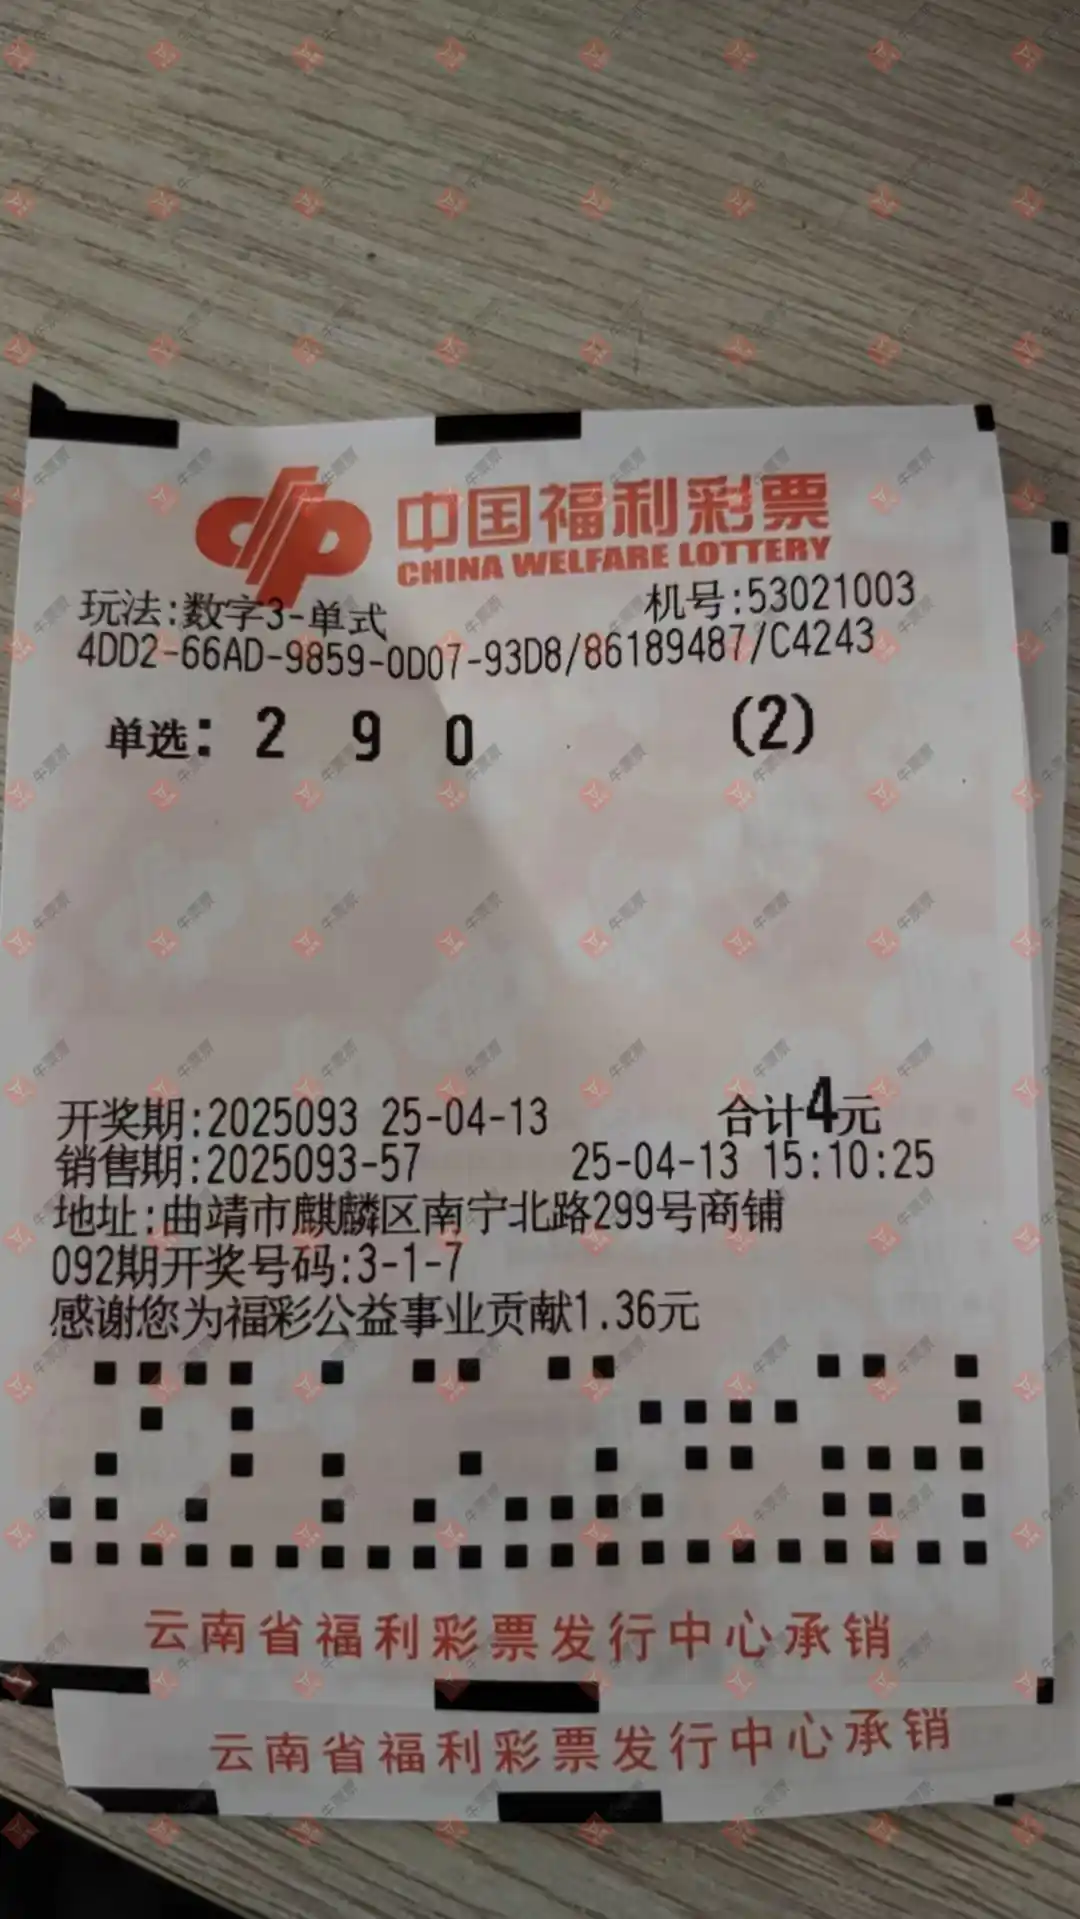 中国福利彩票
CHINA WELFARE LOTTERY
玩法:数字3-单式 机号:53021003
4DD2-66AD-9859-0D07-93D8/86189487/C4243
单选: 2 9 0 (2)
开奖期:2025093 25-04-13 合计4元
销售期:2025093-57 25-04-13 15:10:25
地址:曲靖市麒麟区南宁北路299号商铺
092期开奖号码:3-1-7
感谢您为福彩公益事业贡献1.36元
云南省福利彩票发行中心承销
云南省福利彩票发行中心承销